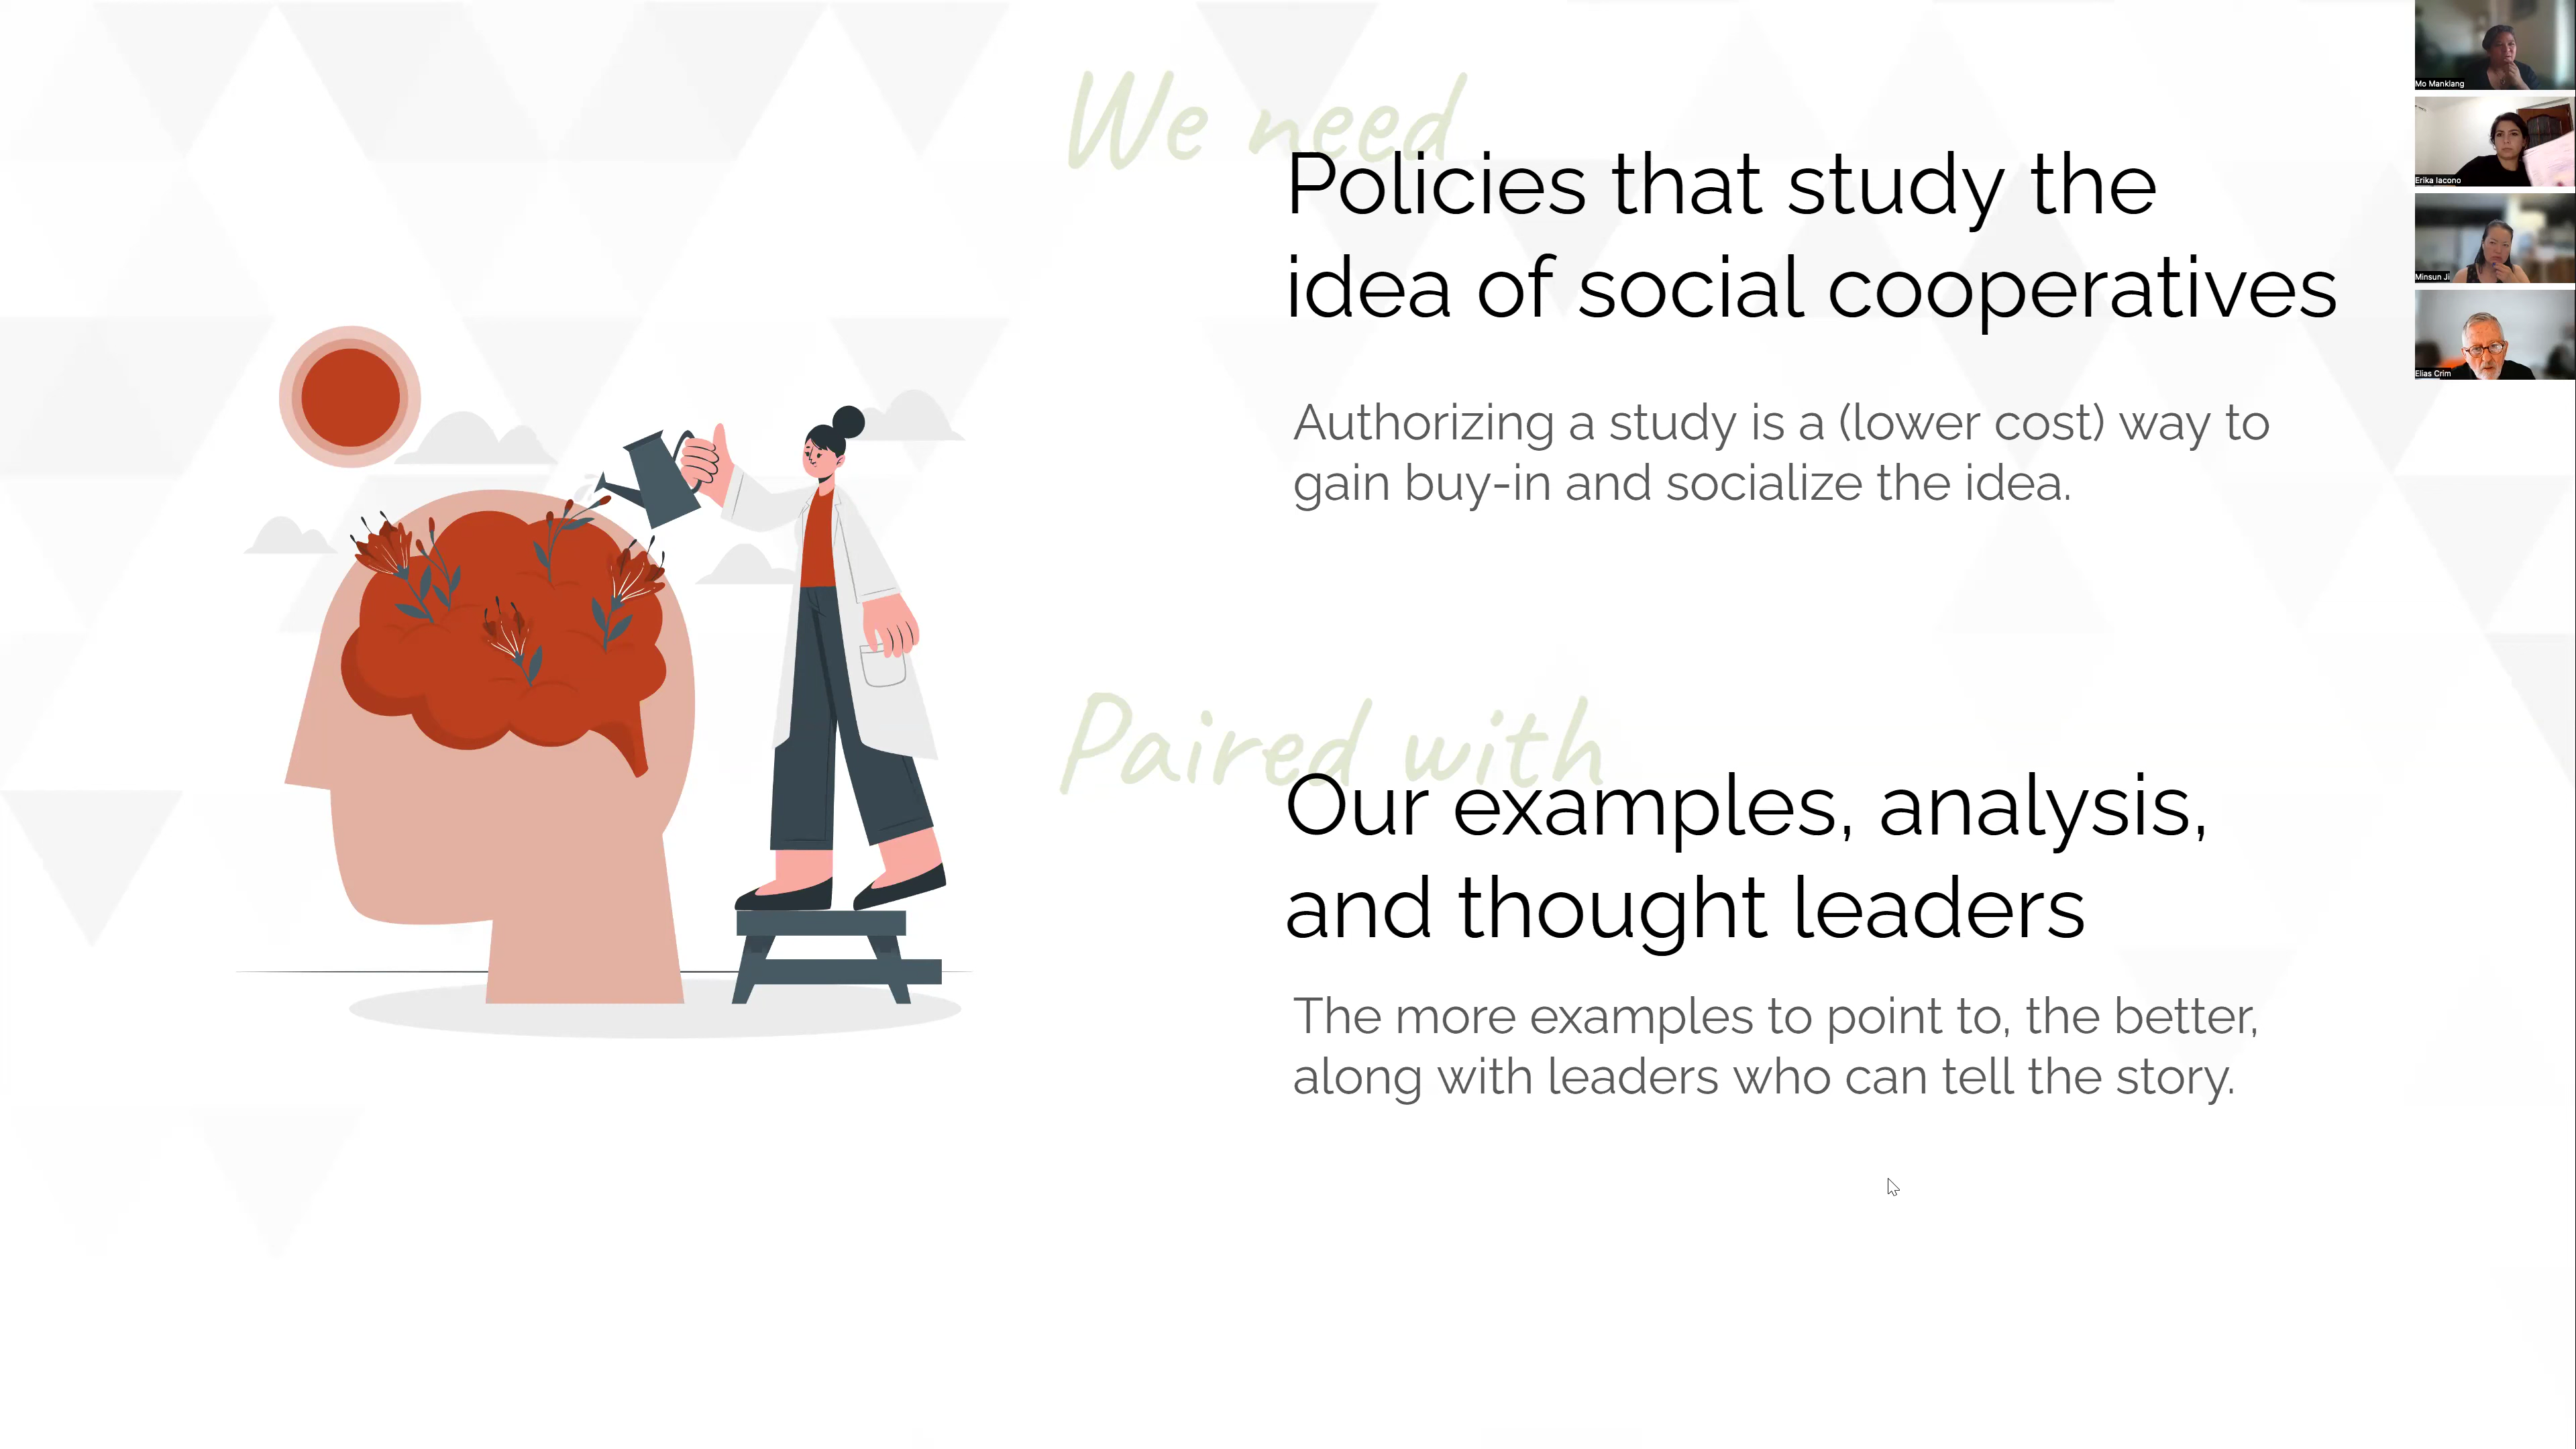 We need
Policies that study the
idea of social cooperatives
Authorizing a study is a (lower cost) way to
gain buy-in and socialize the idea.
Paired with
Our examples, analysis,
and thought leaders
The more examples to point to, the better,
along with leaders who can tell the story.
Mo Manklang
Erika Iacono
Minsun Ji
Elias Crim